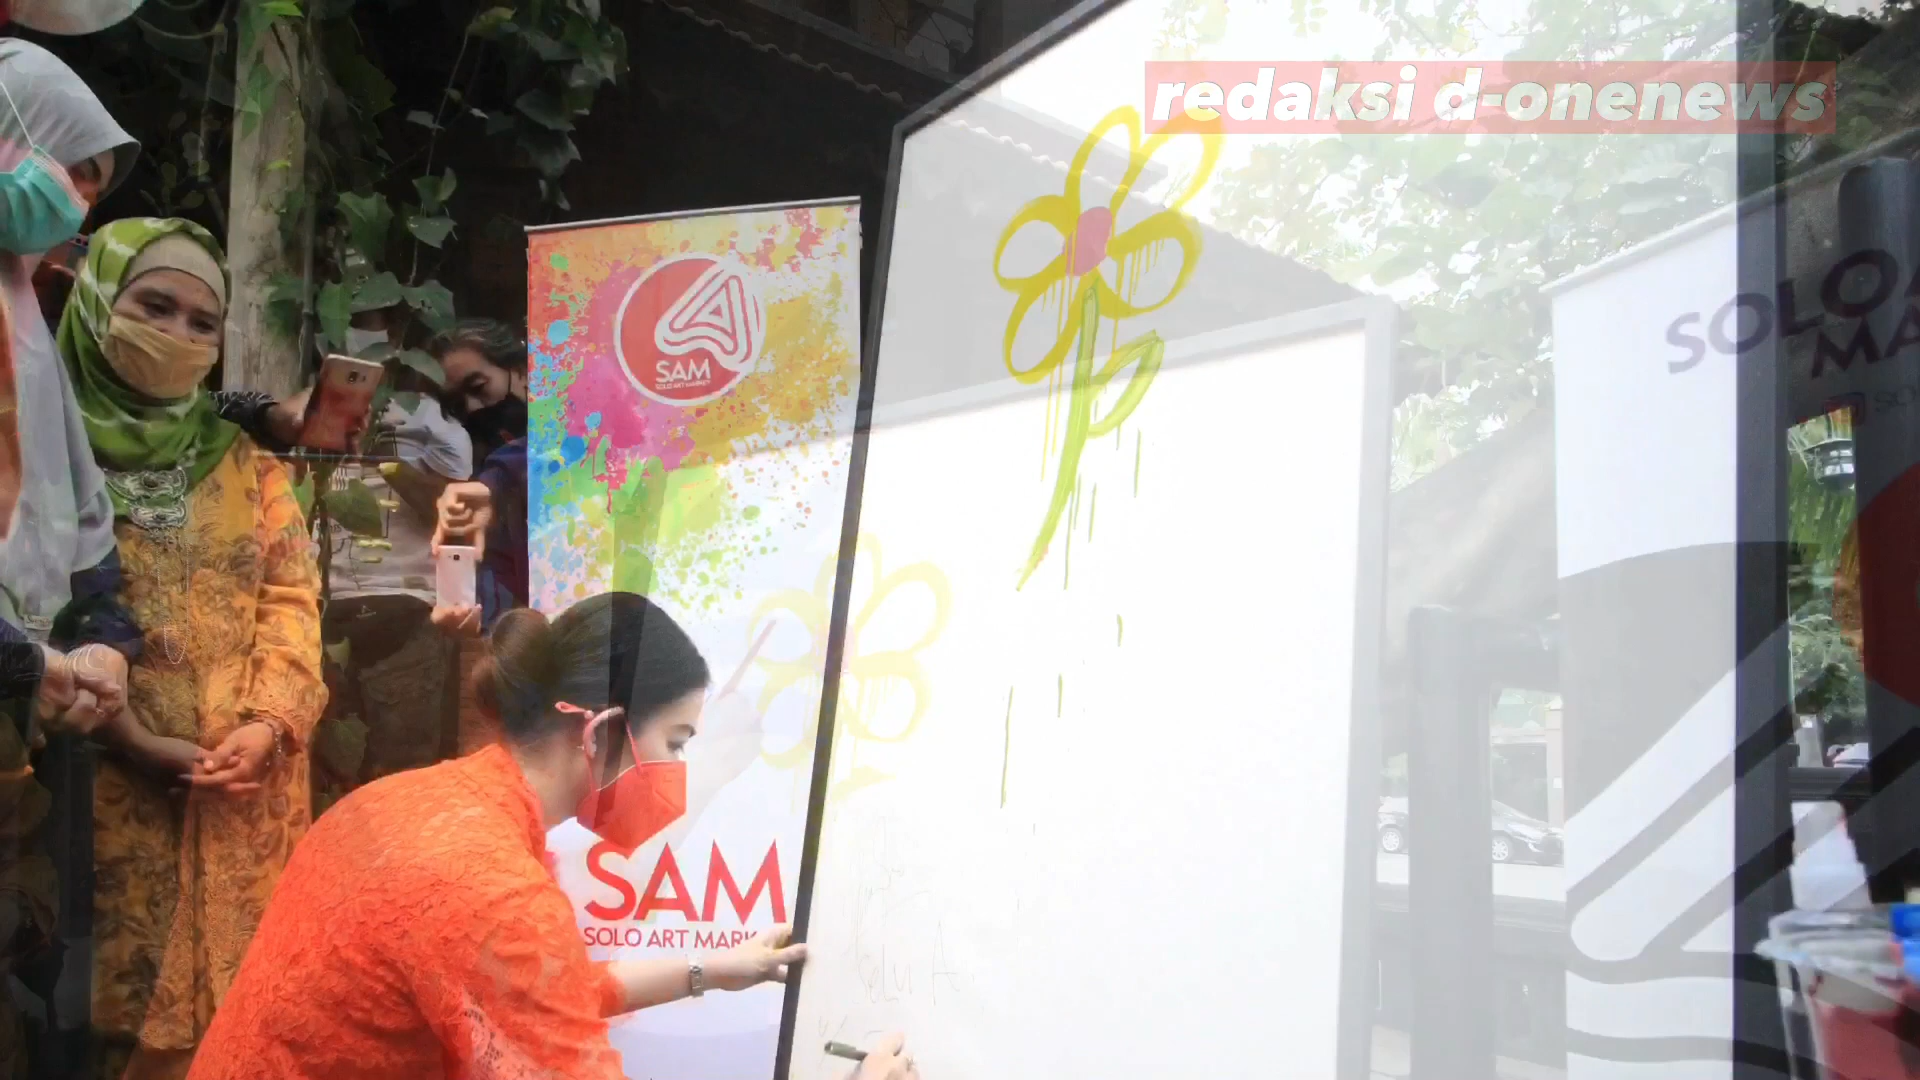 redaksi d-onenews
SAM
SOLO ART MARKET
SOLO
MA
SAM
SOLO ART MARK